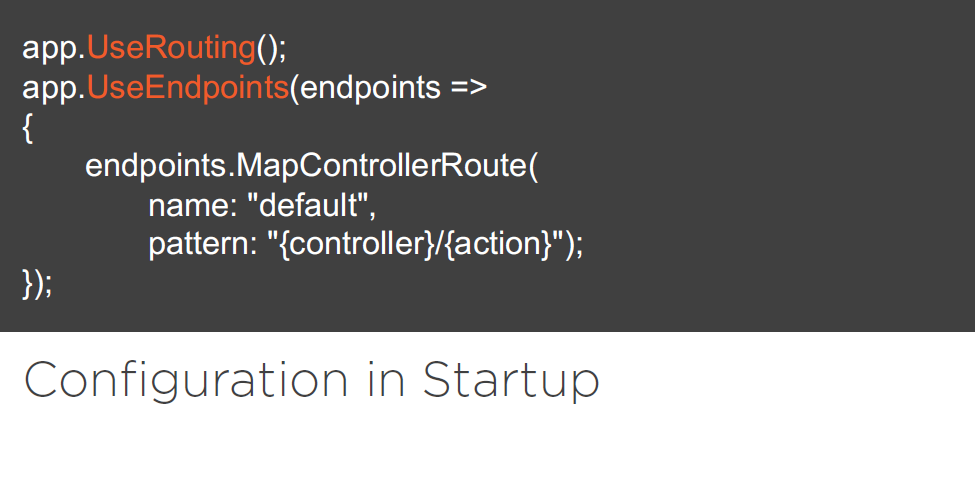 app.UseRouting();
app.UseEndpoints(endpoints =>
{
endpoints.MapControllerRoute(
name: "default",
pattern: "{controller}/{action}");
});
Configuration in Startup